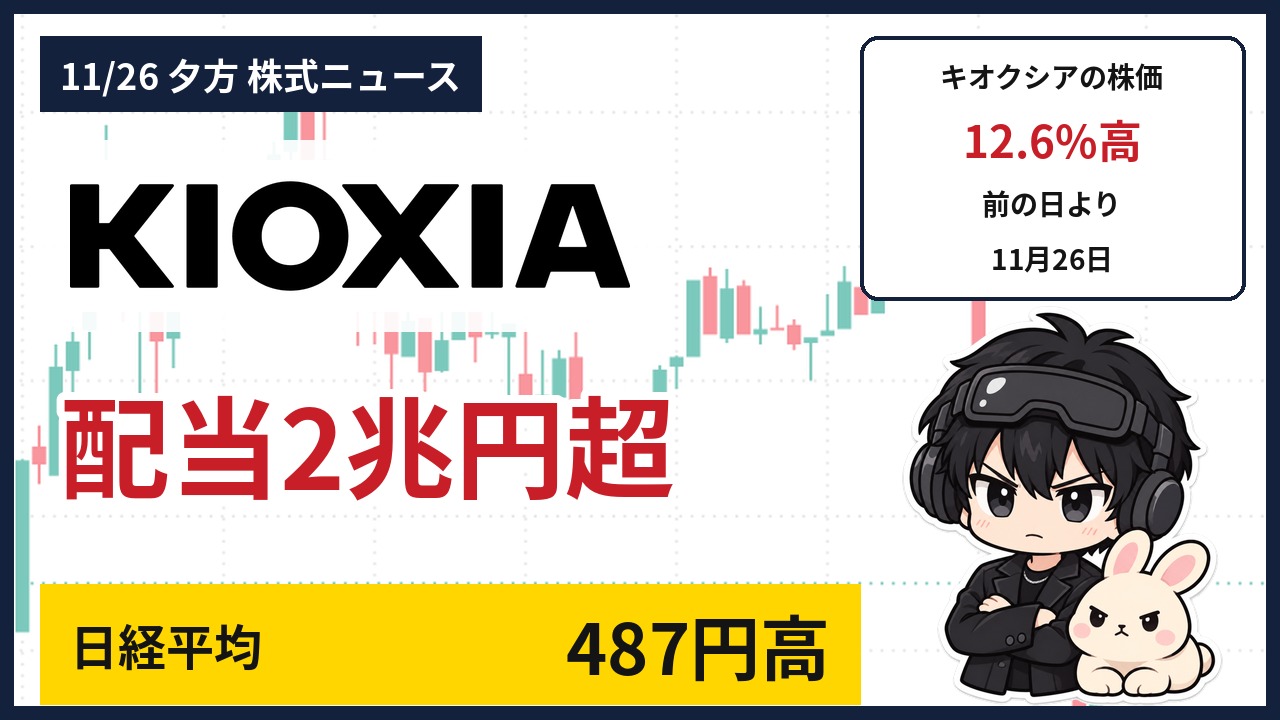 11/26 夕方 株式ニュース
KIOXIA
配当2兆円超
日経平均 487円高
キオクシアの株価
12.6%高
前の日より
11月26日